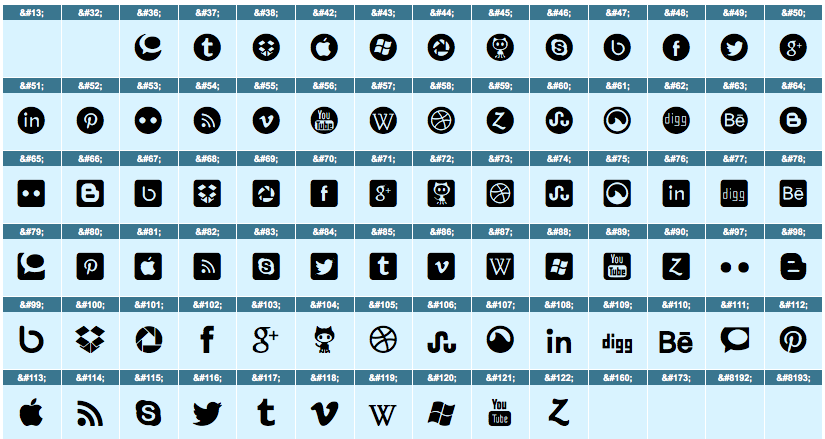 &#13; &#32; &#36; &#37; &#38; &#42; &#43; &#44; &#45; &#46; &#47; &#48; &#49; &#50;
t S b f g+
&#51; &#52; &#53; &#54; &#55; &#56; &#57; &#58; &#59; &#60; &#61; &#62; &#63; &#64;
in P v You Tube W Z digg Bē B
&#65; &#66; &#67; &#68; &#69; &#70; &#71; &#72; &#73; &#74; &#75; &#76; &#77; &#78;
B b f g+ in digg Bē
&#79; &#80; &#81; &#82; &#83; &#84; &#85; &#86; &#87; &#88; &#89; &#90; &#97; &#98;
P S t v W You Tube Z B
&#99; &#100; &#101; &#102; &#103; &#104; &#105; &#106; &#107; &#108; &#109; &#110; &#111; &#112;
b f g+ in digg Bē P
&#113; &#114; &#115; &#116; &#117; &#118; &#119; &#120; &#121; &#122; &#160; &#173; &#8192; &#8193;
S t v W You Tube Z